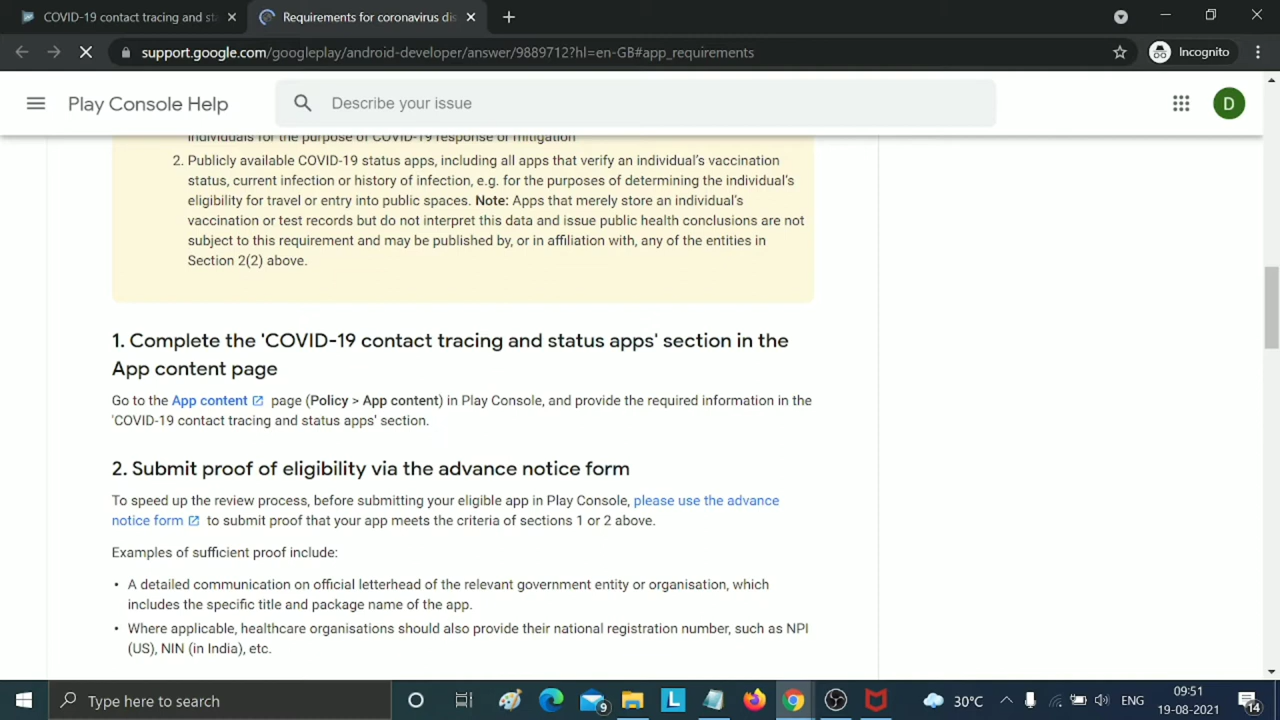 COVID-19 contact tracing and sta
Requirements for coronavirus dis
support.google.com/googleplay/android-developer/answer/9889712?hl=en-GB#app_requirements
Incognito
Play Console Help
Describe your issue
D
individuals for the purpose of COVID-19 response or mitigation
2. Publicly available COVID-19 status apps, including all apps that verify an individual's vaccination
status, current infection or history of infection, e.g. for the purposes of determining the individual's
eligibility for travel or entry into public spaces. Note: Apps that merely store an individual's
vaccination or test records but do not interpret this data and issue public health conclusions are not
subject to this requirement and may be published by, or in affiliation with, any of the entities in
Section 2(2) above.
1. Complete the 'COVID-19 contact tracing and status apps' section in the
App content page
Go to the App content page (Policy > App content) in Play Console, and provide the required information in the
'COVID-19 contact tracing and status apps' section.
2. Submit proof of eligibility via the advance notice form
To speed up the review process, before submitting your eligible app in Play Console, please use the advance
notice form to submit proof that your app meets the criteria of sections 1 or 2 above.
Examples of sufficient proof include:
• A detailed communication on official letterhead of the relevant government entity or organisation, which
includes the specific title and package name of the app.
• Where applicable, healthcare organisations should also provide their national registration number, such as NPI
(US), NIN (in India), etc.
Type here to search
9
L
30°C
ENG
09:51
19-08-2021
14